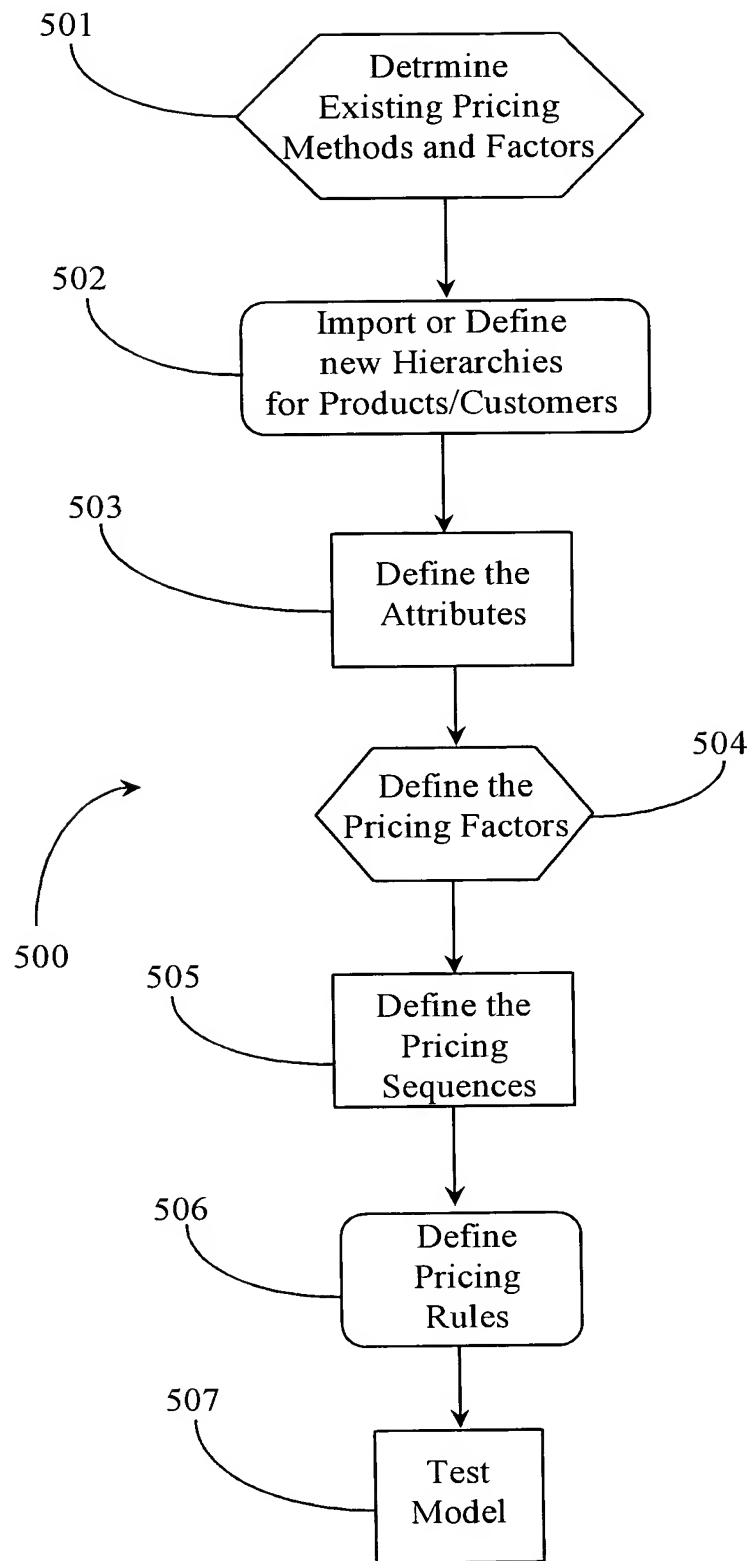 501
Detrmine
Existing Pricing
Methods and Factors
502
Import or Define
new Hierarchies
for Products/Customers
503
Define the
Attributes
504
Define the
Pricing Factors
500
505
Define the
Pricing
Sequences
506
Define
Pricing
Rules
507
Test
Model